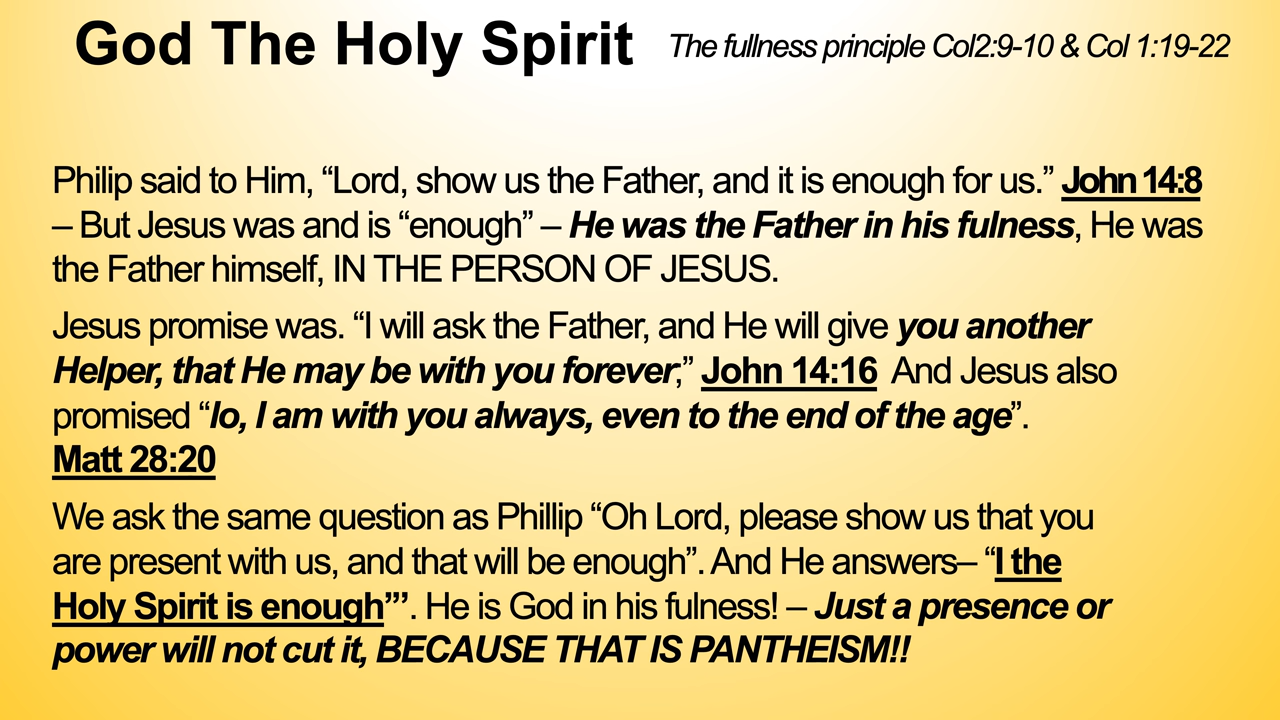 God The Holy Spirit The fullness principle Col2:9-10 & Col 1:19-22
Philip said to Him, “Lord, show us the Father, and it is enough for us.” John 14:8
– But Jesus was and is “enough” – He was the Father in his fulness, He was
the Father himself, IN THE PERSON OF JESUS.
Jesus promise was. “I will ask the Father, and He will give you another
Helper, that He may be with you forever;” John 14:16 And Jesus also
promised “lo, I am with you always, even to the end of the age”.
Matt 28:20
We ask the same question as Phillip “Oh Lord, please show us that you
are present with us, and that will be enough”. And He answers– “I the
Holy Spirit is enough”’. He is God in his fulness! – Just a presence or
power will not cut it, BECAUSE THAT IS PANTHEISM!!